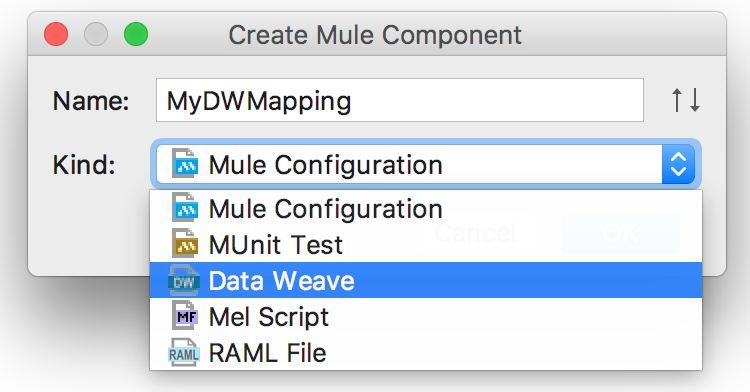 Create Mule Component
Name: MyDWMapping
Kind: Mule Configuration
Mule Configuration
MUnit Test
Cancel OK
DW Data Weave
MF Mel Script
RAML RAML File